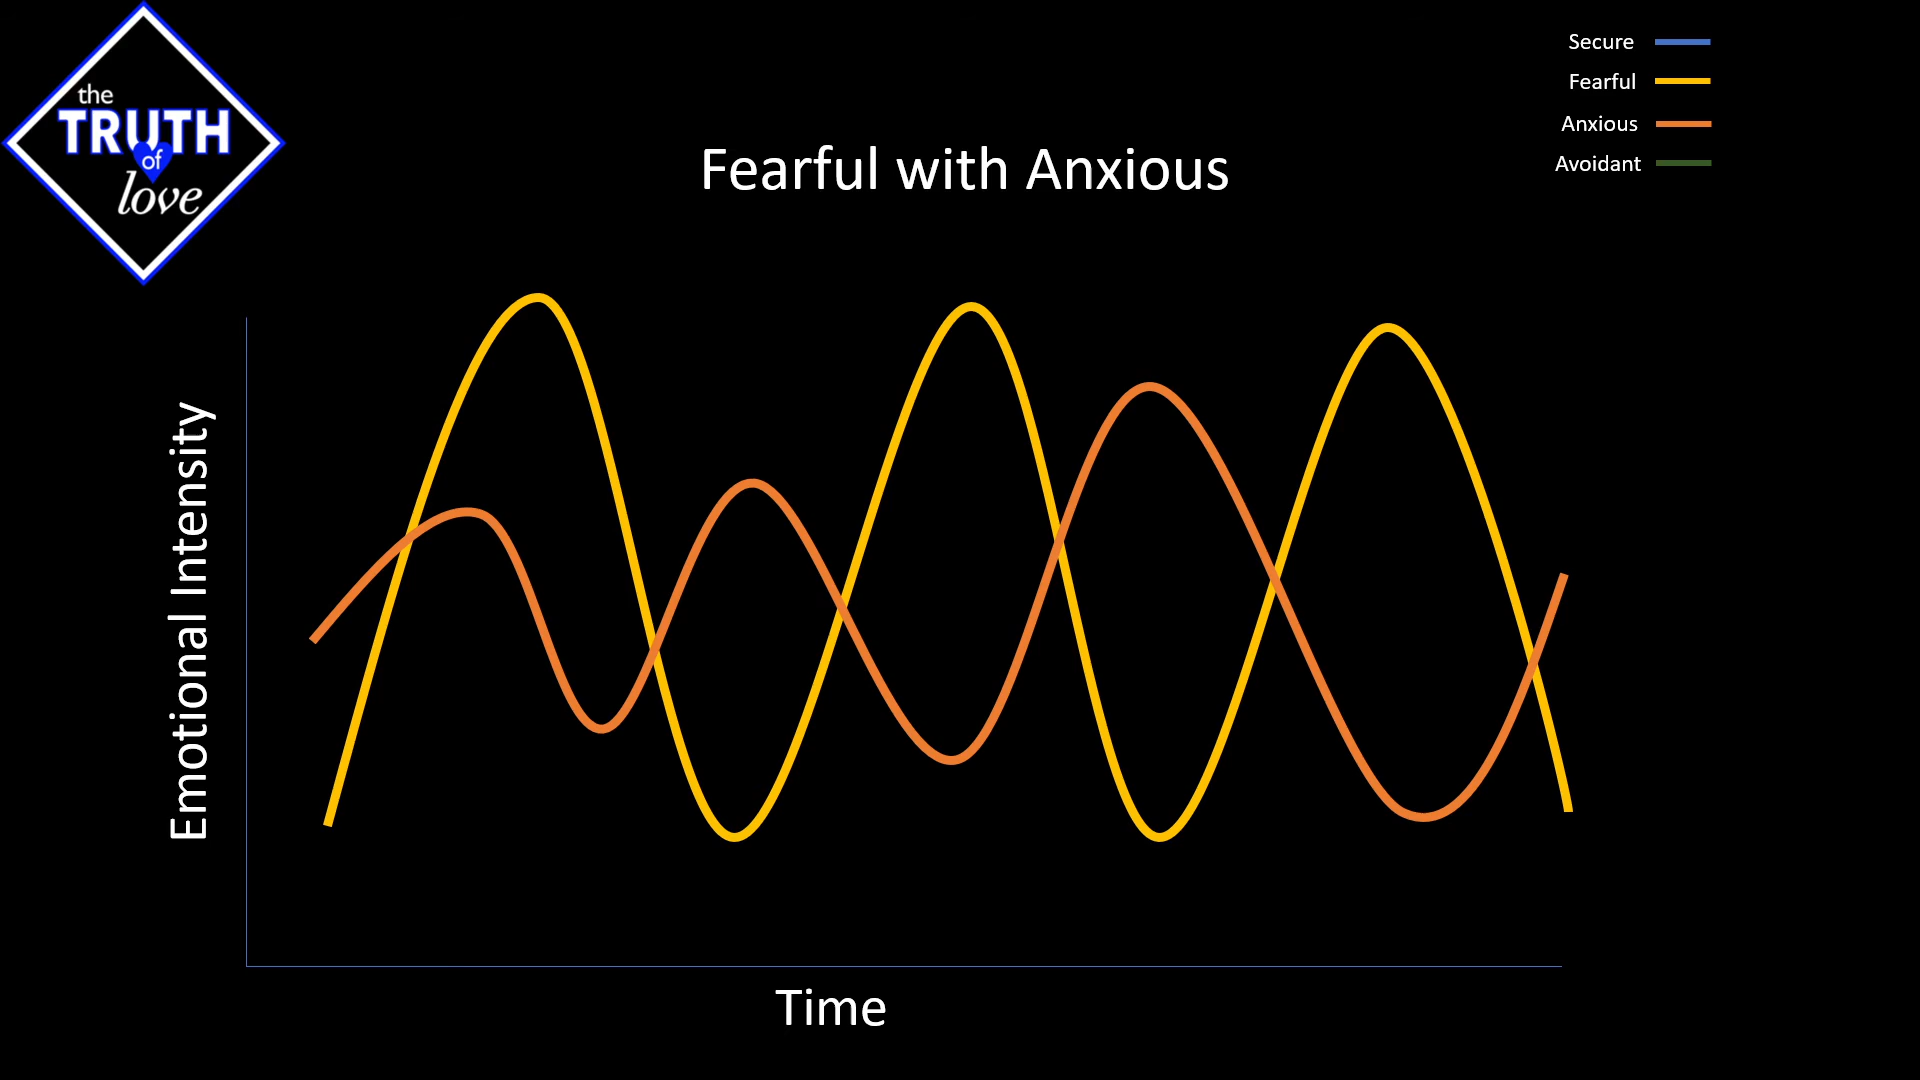 the
TRUTH
of
love
Secure
Fearful
Anxious
Avoidant
Fearful with Anxious
Emotional Intensity
Time